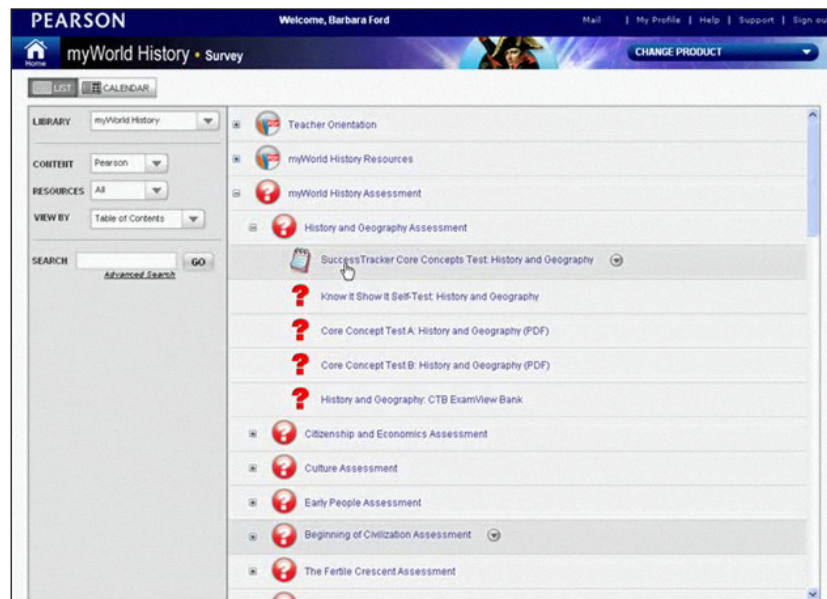 PEARSON
Welcome, Barbara Ford
Mail | My Profile | Help | Support | Sign ou
Home
myWorld History • Survey
CHANGE PRODUCT
LIST
CALENDAR
LIBRARY
myWorld History
CONTENT
Pearson
RESOURCES
All
VIEW BY
Table of Contents
SEARCH
GO
Advanced Search
Teacher Orientation
myWorld History Resources
myWorld History Assessment
History and Geography Assessment
SuccessTracker Core Concepts Test: History and Geography
Know It Show It Self-Test: History and Geography
Core Concept Test A: History and Geography (PDF)
Core Concept Test B: History and Geography (PDF)
History and Geography: CTB ExamView Bank
Citizenship and Economics Assessment
Culture Assessment
Early People Assessment
Beginning of Civilization Assessment
The Fertile Crescent Assessment